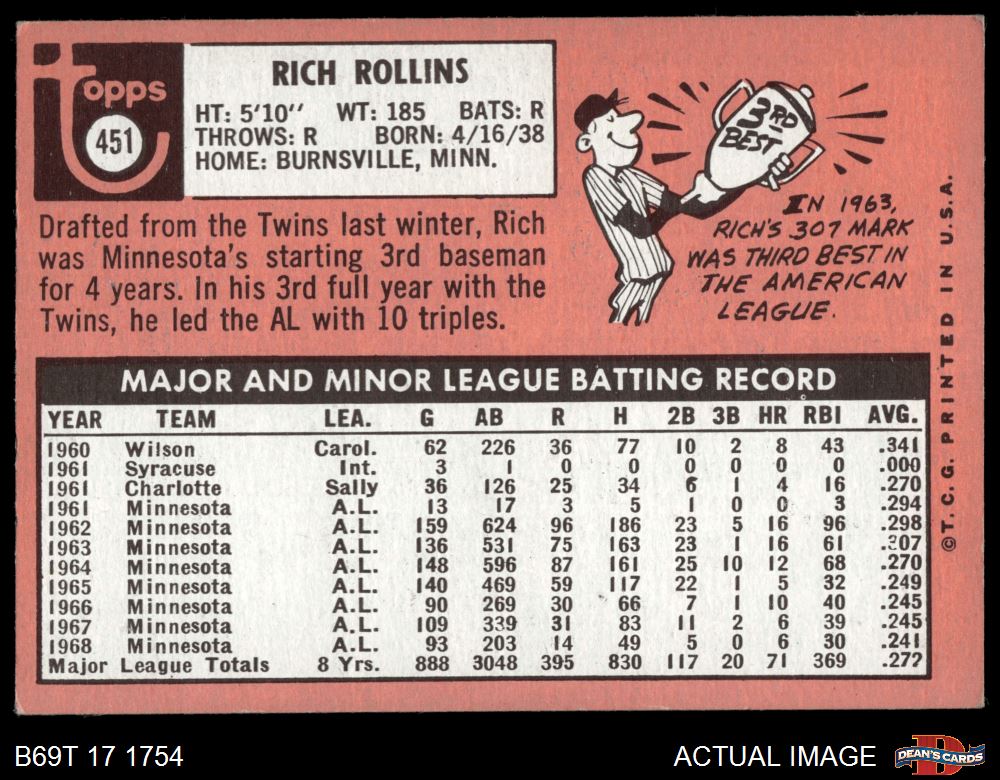 topps
451
RICH ROLLINS
HT: 5'10" WT: 185 BATS: R
THROWS: R BORN: 4/16/38
HOME: BURNSVILLE, MINN.
Drafted from the Twins last winter, Rich
was Minnesota's starting 3rd baseman
for 4 years. In his 3rd full year with the
Twins, he led the AL with 10 triples.
3RD
BEST
IN 1963,
RICH'S 307 MARK
WAS THIRD BEST IN
THE AMERICAN
LEAGUE.
©T. C. G. PRINTED IN U.S.A.
MAJOR AND MINOR LEAGUE BATTING RECORD
YEAR TEAM LEA. G AB R H 2B 3B HR RBI AVG.
1960 Wilson Carol. 62 226 36 77 10 2 8 43 .341
1961 Syracuse Int. 3 1 0 0 0 0 0 0 .000
1961 Charlotte Sally 36 126 25 34 6 1 4 16 .270
1961 Minnesota A.L. 13 17 3 5 1 0 0 3 .294
1962 Minnesota A.L. 159 624 96 186 23 5 16 96 .298
1963 Minnesota A.L. 136 531 75 163 23 1 16 61 .307
1964 Minnesota A.L. 148 596 87 161 25 10 12 68 .270
1965 Minnesota A.L. 140 469 59 117 22 1 5 32 .249
1966 Minnesota A.L. 90 269 30 66 7 1 10 40 .245
1967 Minnesota A.L. 109 339 31 83 11 2 6 39 .245
1968 Minnesota A.L. 93 203 14 49 5 0 6 30 .241
Major League Totals 8 Yrs. 888 3048 395 830 117 20 71 369 .272
B69T 17 1754
ACTUAL IMAGE
D
DEAN'S CARDS